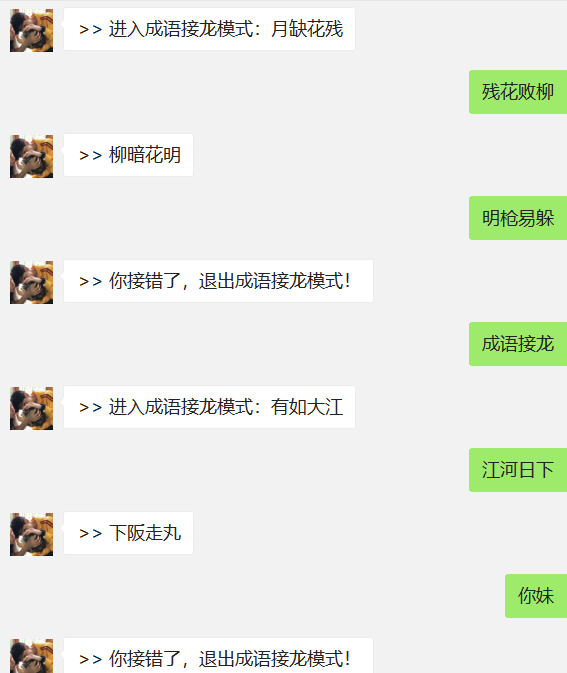 >> 进入成语接龙模式：月缺花残
残花败柳
>> 柳暗花明
明枪易躲
>> 你接错了，退出成语接龙模式！
成语接龙
>> 进入成语接龙模式：有如大江
江河日下
>> 下阪走丸
你妹
>> 你接错了，退出成语接龙模式！